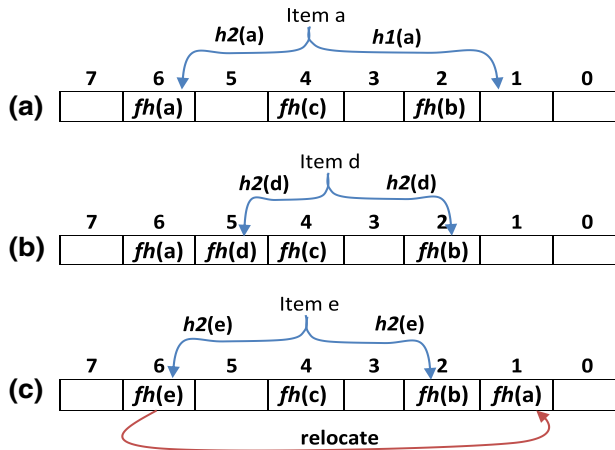 Item a
h2(a) h1(a)
7 6 5 4 3 2 1 0
(a) fh(a) fh(c) fh(b)
Item d
h2(d) h2(d)
7 6 5 4 3 2 1 0
(b) fh(a) fh(d) fh(c) fh(b)
Item e
h2(e) h2(e)
7 6 5 4 3 2 1 0
(c) fh(e) fh(c) fh(b) fh(a)
relocate